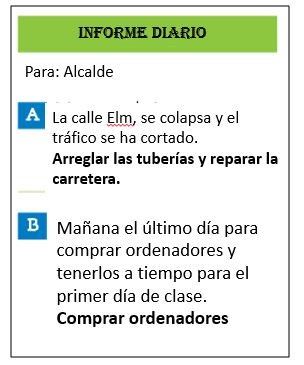 INFORME DIARIO
Para: Alcalde
A
La calle Elm, se colapsa y el
tráfico se ha cortado.
Arreglar las tuberías y reparar la
carretera.
B
Mañana el último día para
comprar ordenadores y
tenerlos a tiempo para el
primer día de clase.
Comprar ordenadores